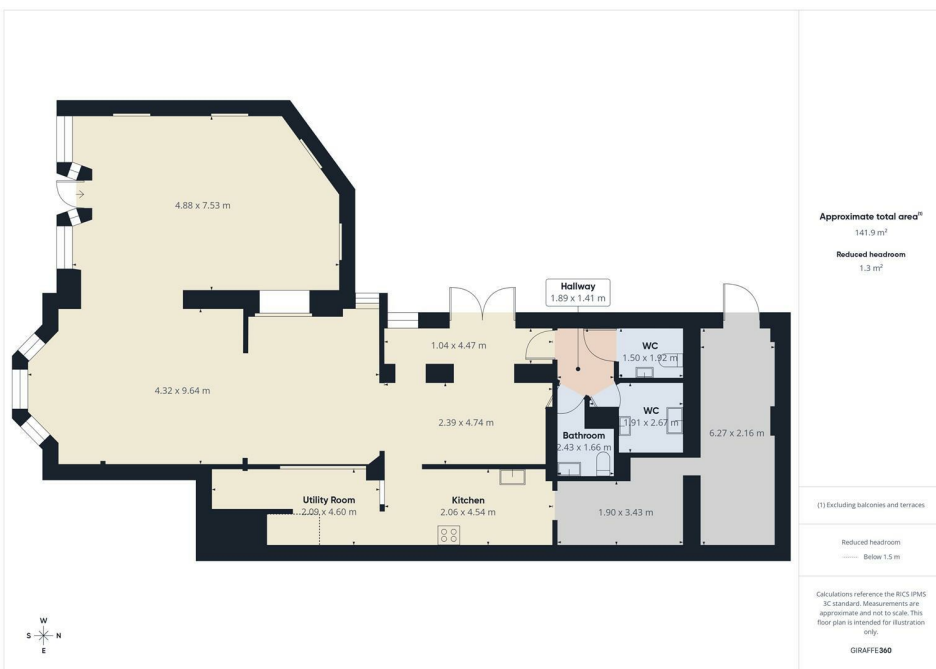 4.88 x 7.53 m
Hallway
1.89 x 1.41 m
1.04 x 4.47 m
WC
1.50 x 1.92 m
4.32 x 9.64 m
2.39 x 4.74 m
WC
1.91 x 2.67 m
6.27 x 2.16 m
Bathroom
2.43 x 1.66 m
Utility Room
2.09 x 4.60 m
Kitchen
2.06 x 4.54 m
1.90 x 3.43 m
W
S N
E
Approximate total area(1)
141.9 m²
Reduced headroom
1.3 m²
(1) Excluding balconies and terraces
Reduced headroom
Below 1.5 m
Calculations reference the RICS IPMS
3C standard. Measurements are
approximate and not to scale. This
floor plan is intended for illustration
only.
GIRAFFE360